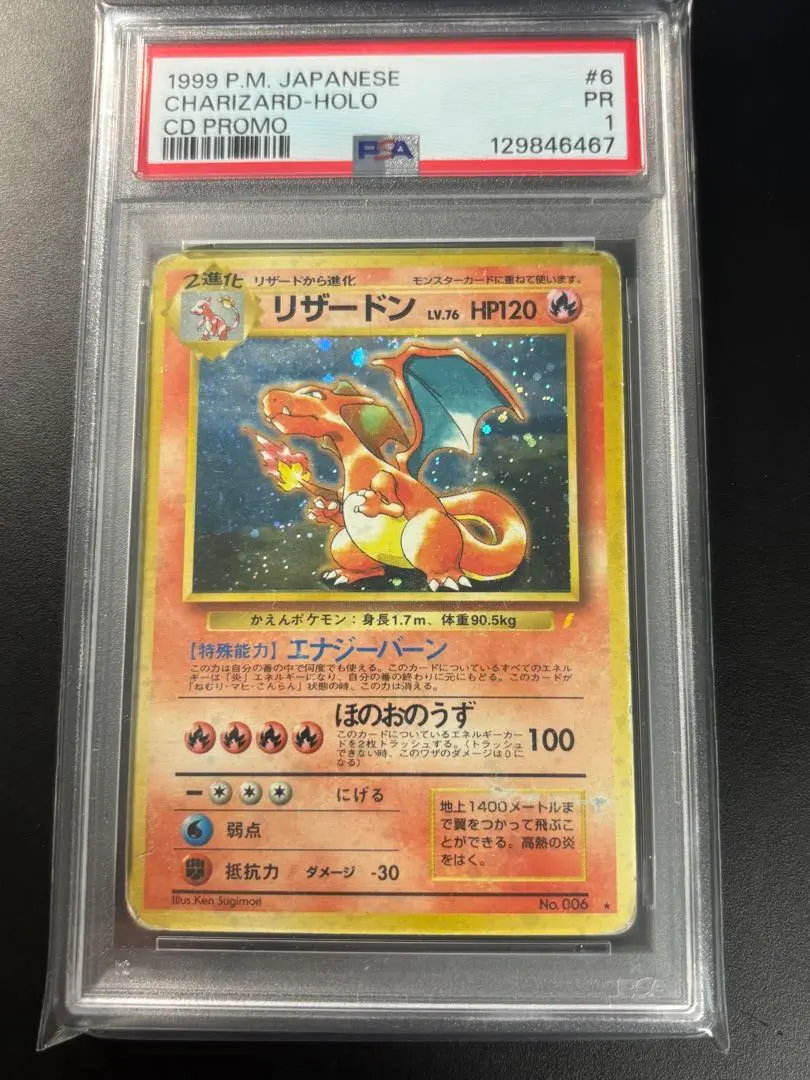 1999 P.M. JAPANESE #6
CHARIZARD-HOLO PR
CD PROMO 1
PSA 129846467
2進化 リザードから進化 モンスターカードに重ねて使います。
リザードン LV.76 HP120
かえんポケモン：身長1.7m、体重90.5kg
【特殊能力】エナジーバーン
この力は自分の番の中で何度でも使える。このカードについているすべてのエネル
ギーは「炎」エネルギーになり、自分の番の終わりに元にもどる。このカードが
「ねむり・マヒ・こんらん」状態の時、この力は消える。
ほのおのうず
このカードについているエネルギーカー
ドを2枚トラッシュする。（トラッシュ
できない時、このワザのダメージは0に
なる）
100
にげる
弱点
抵抗力 ダメージ -30
地上1400メートルま
で翼をつかって飛ぶこ
とができる。高熱の炎
をはく。
Illus.Ken Sugimori No.006 ★
PSA